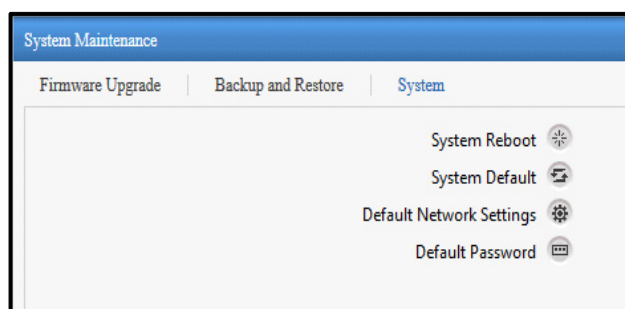 System Maintenance
Firmware Upgrade Backup and Restore System
System Reboot
System Default
Default Network Settings
Default Password